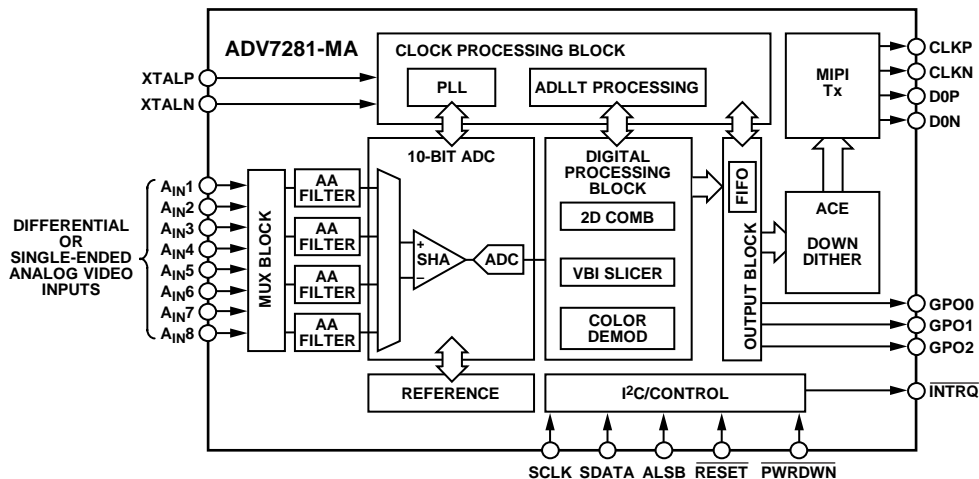 ADV7281-MA
CLOCK PROCESSING BLOCK
PLL
ADLLT PROCESSING
XTALP
XTALN
MIPI
Tx
CLKP
CLKN
D0P
D0N
10-BIT ADC
DIGITAL
PROCESSING
BLOCK
2D COMB
VBI SLICER
COLOR
DEMOD
FIFO
OUTPUT BLOCK
ACE
DOWN
DITHER
DIFFERENTIAL
OR
SINGLE-ENDED
ANALOG VIDEO
INPUTS
AIN1
AIN2
AIN3
AIN4
AIN5
AIN6
AIN7
AIN8
MUX BLOCK
AA
FILTER
AA
FILTER
AA
FILTER
AA
FILTER
+
SHA
–
ADC
REFERENCE
I2C/CONTROL
GPO0
GPO1
GPO2
INTRQ
SCLK SDATA ALSB RESET PWRDWN